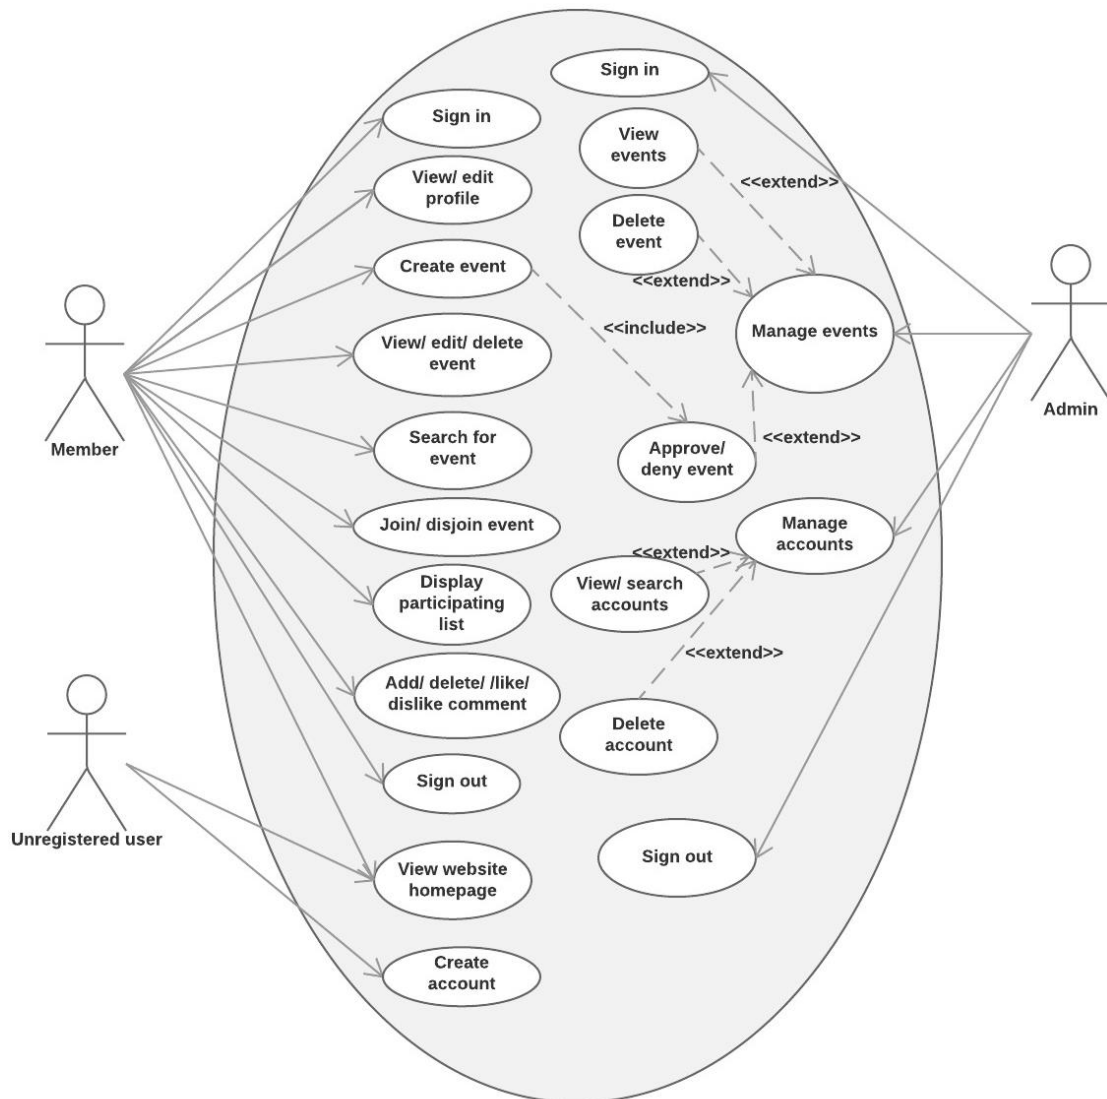 Sign in
Sign in
View
events
View/ edit
profile
<<extend>>
Delete
event
Create event
<<extend>>
<<include>>
Manage events
View/ edit/ delete
event
Member
Admin
Search for
event
Approve/
deny event
<<extend>>
Join/ disjoin event
Manage
accounts
<<extend>>
Display
participating
list
View/ search
accounts
<<extend>>
Add/ delete/ /like/
dislike comment
Delete
account
Sign out
Unregistered user
View website
homepage
Sign out
Create
account